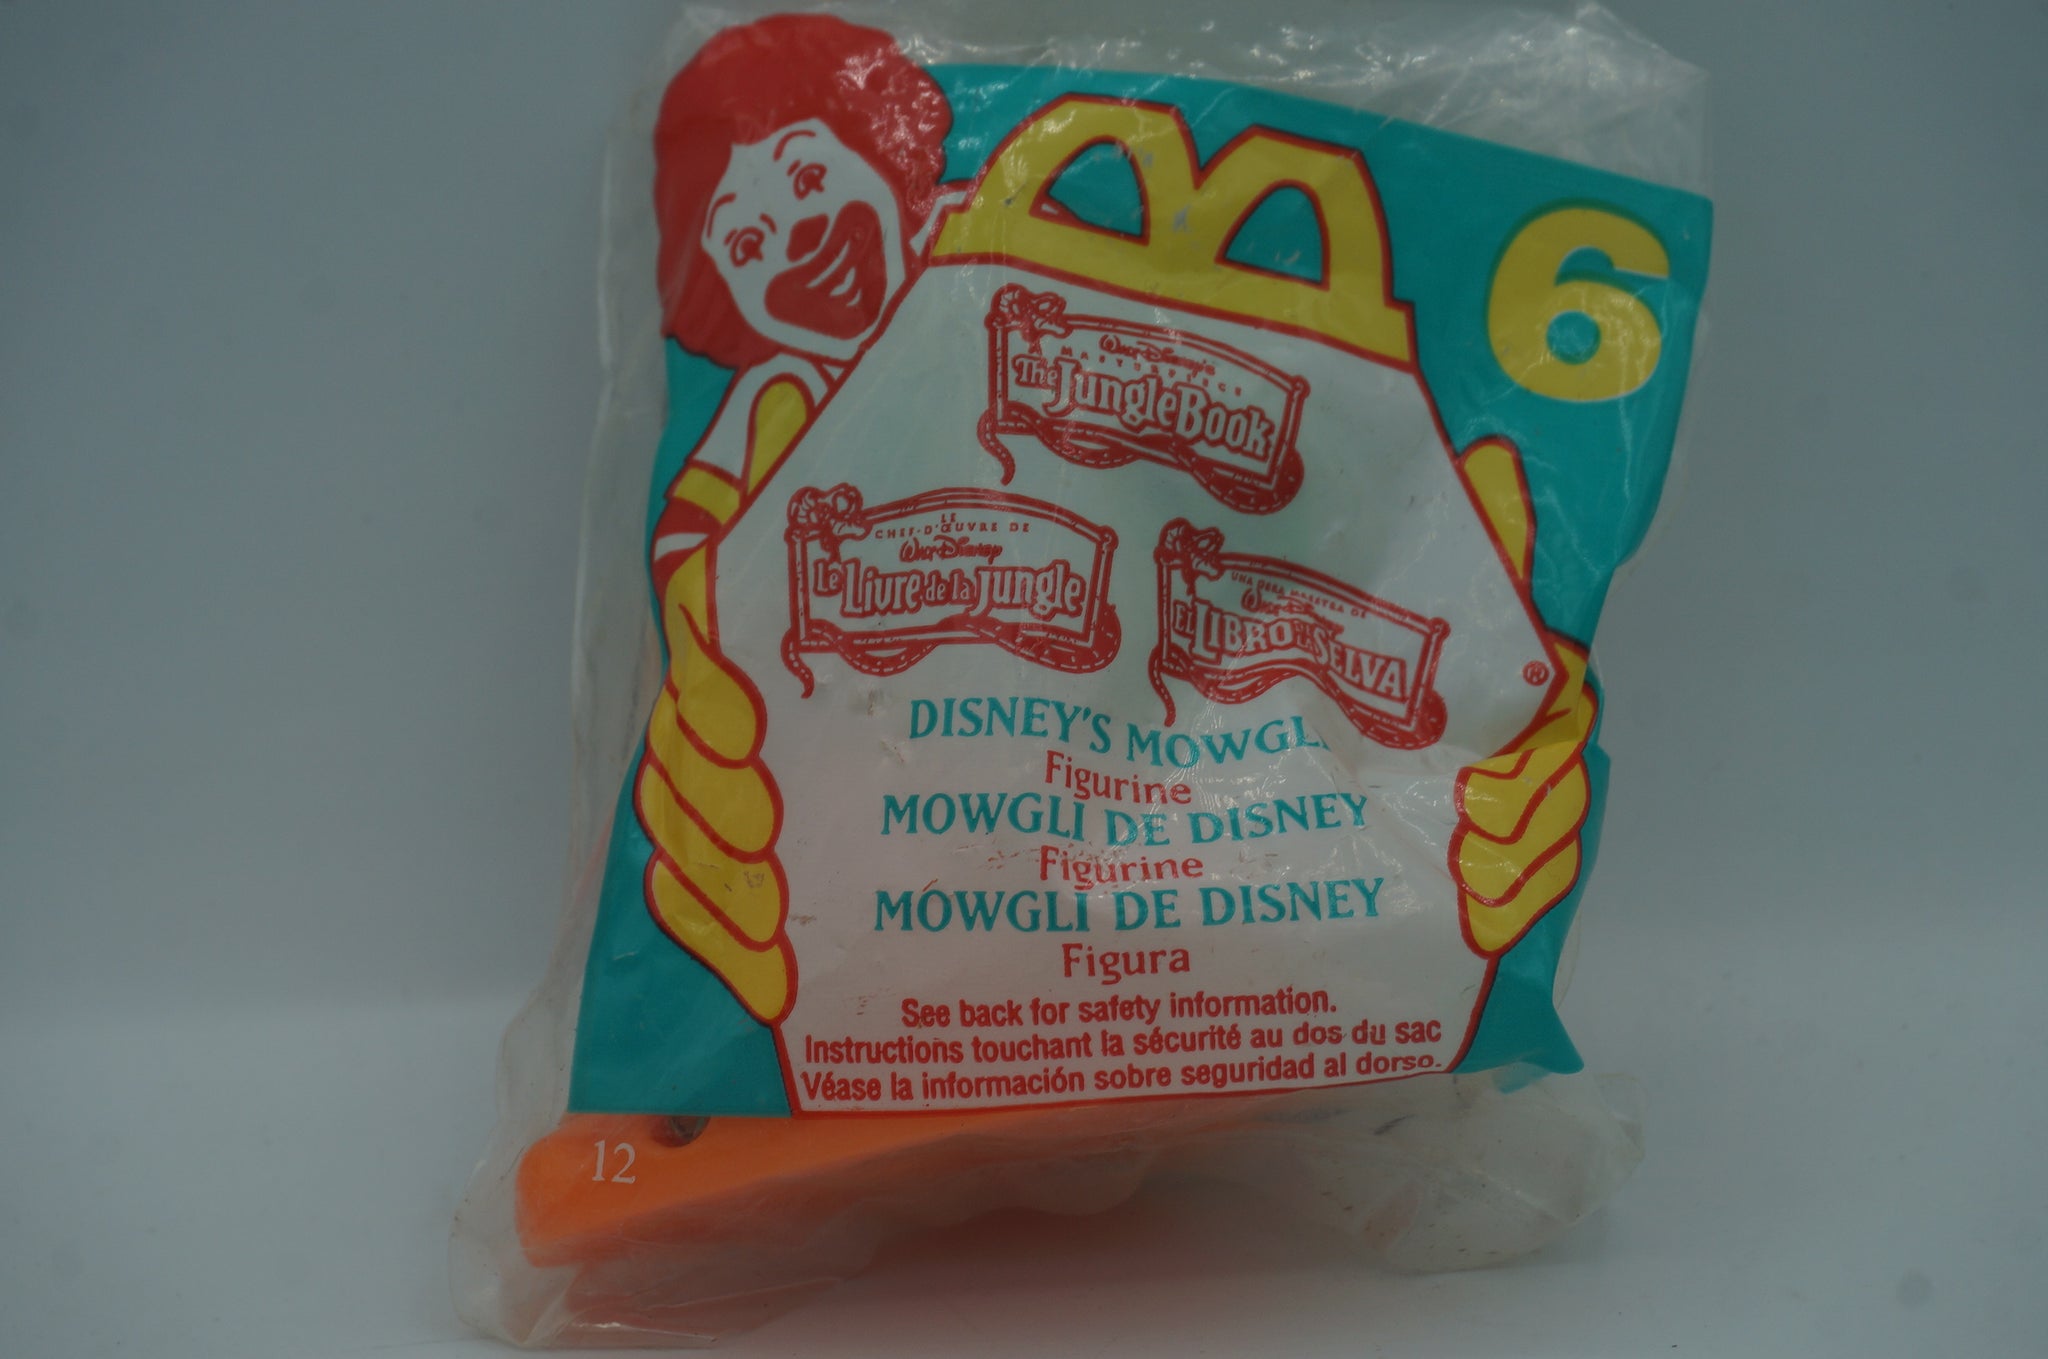 6
Walt Disney's
MASTERPIECE
The Jungle Book
LE
CHEF-D'ŒUVRE DE
Walt Disney
Le Livre de la Jungle
UNA OBRA MAESTRA DE
Walt Disney
EL LIBRO DE LA SELVA
®
DISNEY'S MOWGL
Figurine
MOWGLI DE DISNEY
Figurine
MOWGLI DE DISNEY
Figura
See back for safety information.
Instructions touchant la sécurité au dos du sac
Véase la información sobre seguridad al dorso.
12